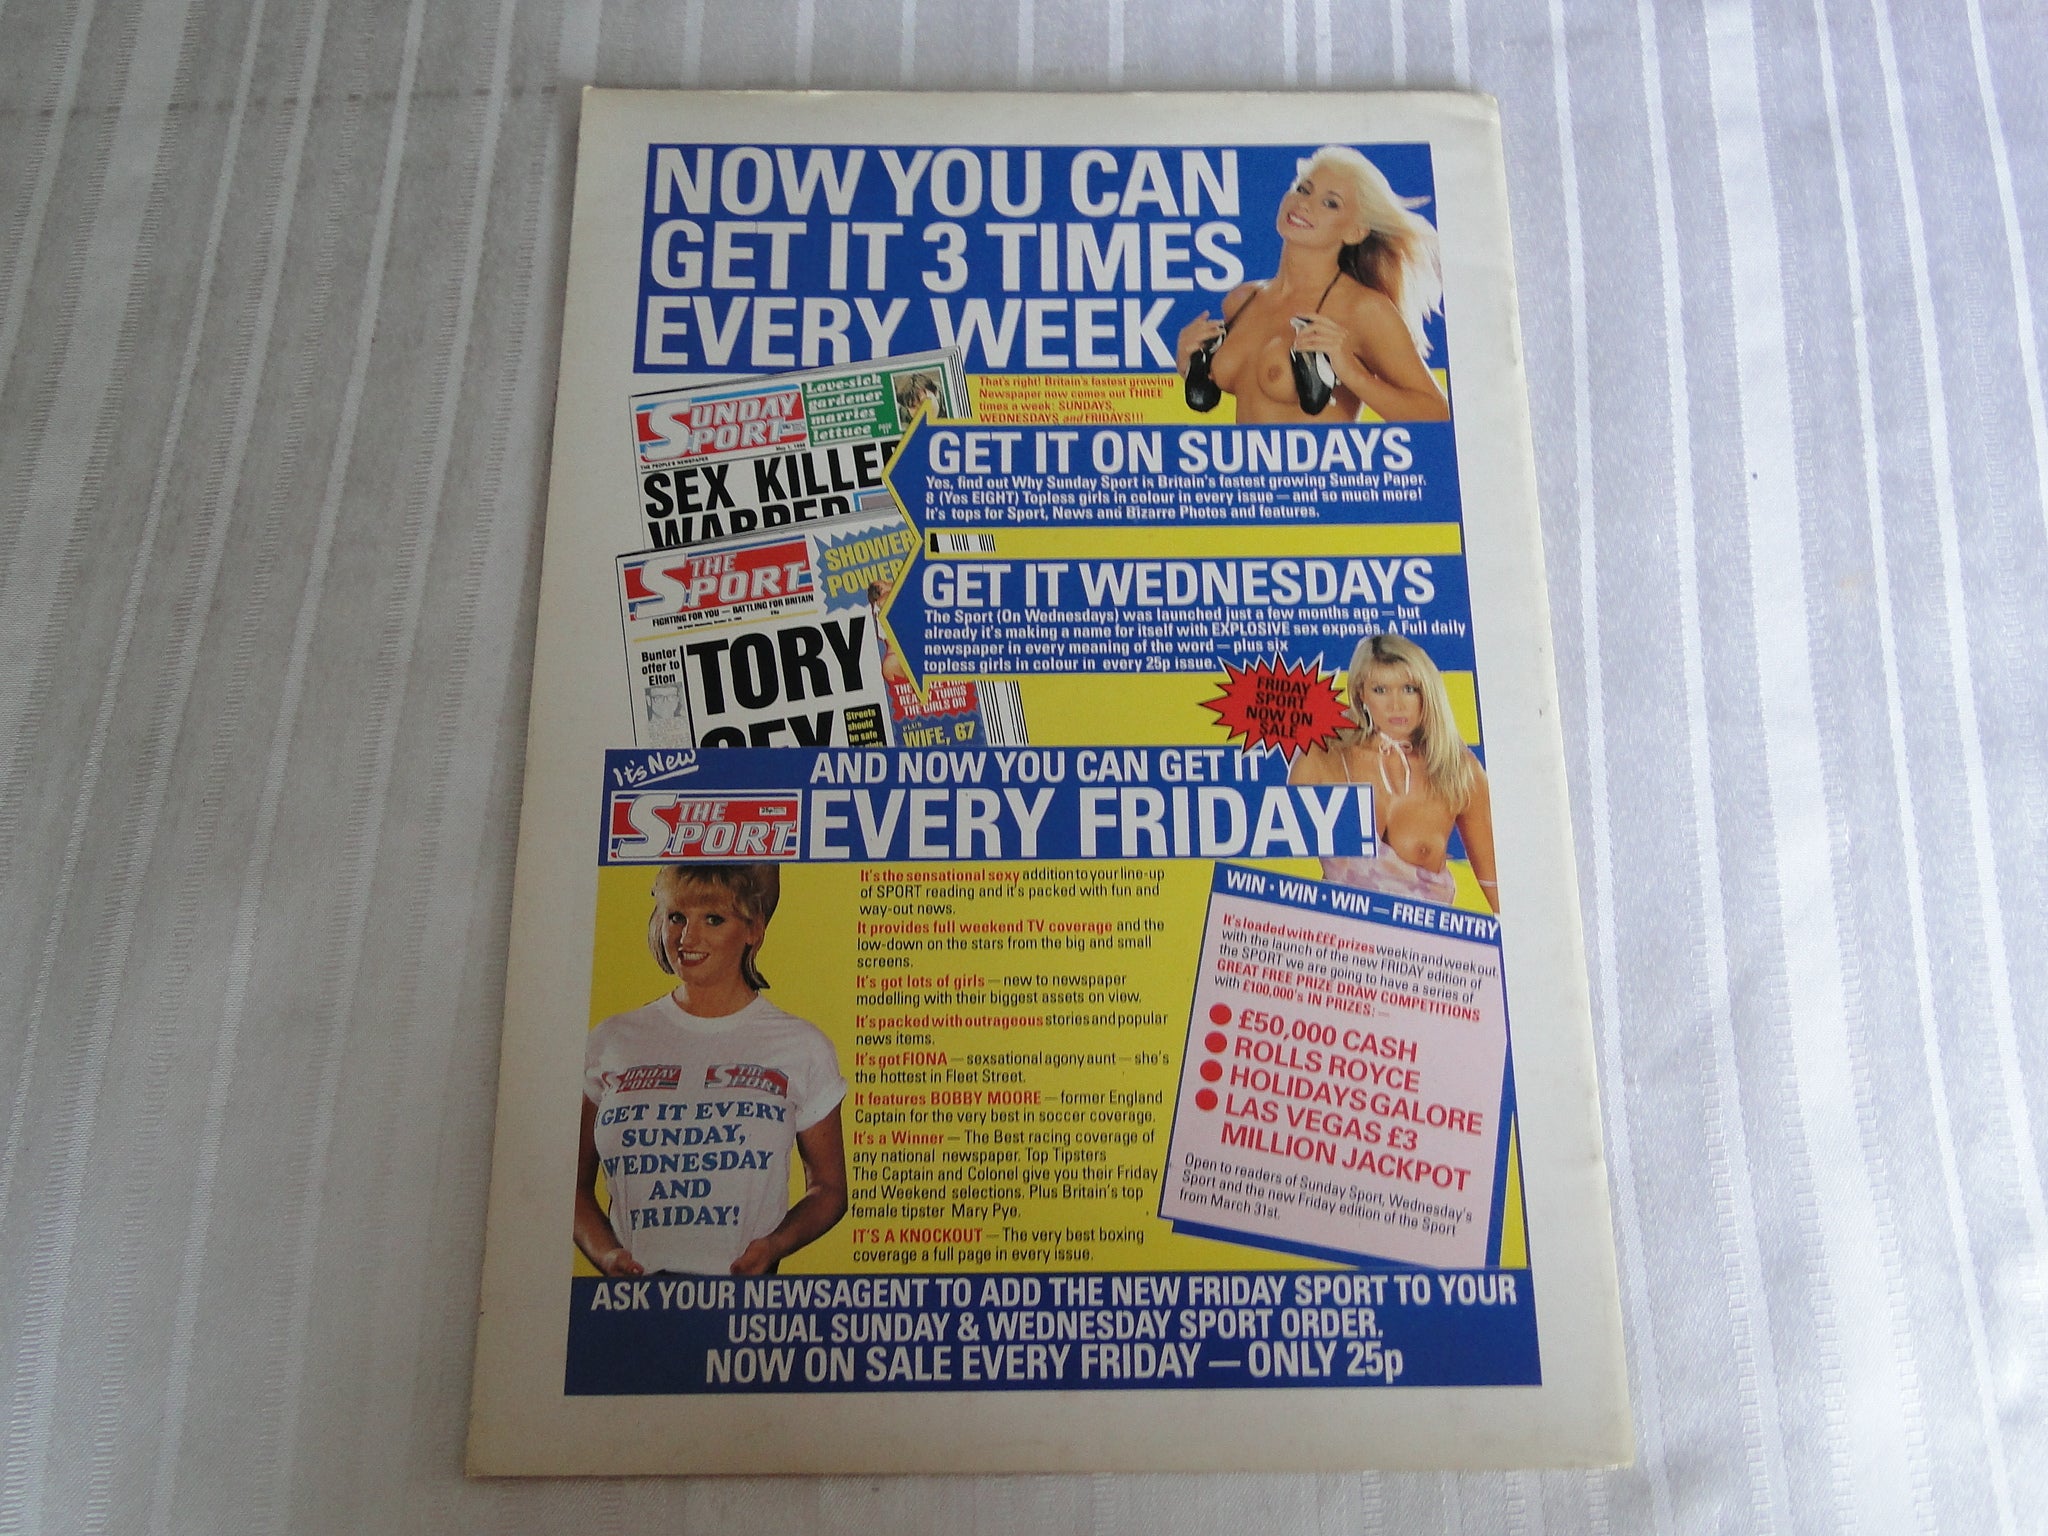 NOW YOU CAN
GET IT 3 TIMES
EVERY WEEK
That's right! Britain's fastest growing
Newspaper now comes out THREE
times a week: SUNDAYS,
WEDNESDAYS and FRIDAYS!!!
SUNDAY
SPORT
Love-sick
gardener
marries
lettuce
THE PEOPLE'S NEWSPAPER
SEX KILLER
WARPED
GET IT ON SUNDAYS
Yes, find out Why Sunday Sport is Britain's fastest growing Sunday Paper.
8 (Yes EIGHT) Topless girls in colour in every issue — and so much more!
It's tops for Sport, News and Bizarre Photos and features.
THE
SPORT
FIGHTING FOR YOU — BATTLING FOR BRITAIN
SHOWER
POWER
Bunter
offer to
Elton
TORY
SEX
Streets
should
be safe
TURNS
THE GIRLS ON
PLUS
WIFE, 67
GET IT WEDNESDAYS
The Sport (On Wednesdays) was launched just a few months ago — but
already it's making a name for itself with EXPLOSIVE sex exposés. A Full daily
newspaper in every meaning of the word — plus six
topless girls in colour in every 25p issue.
FRIDAY
SPORT
NOW ON
SALE
It's New
AND NOW YOU CAN GET IT
THE
SPORT
EVERY FRIDAY!
It's the sensational sexy addition to your line-up
of SPORT reading and it's packed with fun and
way-out news.
It provides full weekend TV coverage and the
low-down on the stars from the big and small
screens.
It's got lots of girls — new to newspaper
modelling with their biggest assets on view.
It's packed with outrageous stories and popular
news items.
It's got FIONA — sexsational agony aunt — she's
the hottest in Fleet Street.
It features BOBBY MOORE — former England
Captain for the very best in soccer coverage.
It's a Winner — The Best racing coverage of
any national newspaper. Top Tipsters
The Captain and Colonel give you their Friday
and Weekend selections. Plus Britain's top
female tipster Mary Pye.
IT'S A KNOCKOUT — The very best boxing
coverage a full page in every issue.
SUNDAY
SPORT
THE
SPORT
GET IT EVERY
SUNDAY,
WEDNESDAY
AND
FRIDAY!
WIN · WIN · WIN — FREE ENTRY
It's loaded with £££ prizes week in and week out,
with the launch of the new FRIDAY edition of
the SPORT we are going to have a series of
GREAT FREE PRIZE DRAW COMPETITIONS
with £100,000's IN PRIZES: —
● £50,000 CASH
● ROLLS ROYCE
● HOLIDAYS GALORE
● LAS VEGAS £3
MILLION JACKPOT
Open to readers of Sunday Sport, Wednesday's
Sport and the new Friday edition of the Sport
from March 31st.
ASK YOUR NEWSAGENT TO ADD THE NEW FRIDAY SPORT TO YOUR
USUAL SUNDAY & WEDNESDAY SPORT ORDER.
NOW ON SALE EVERY FRIDAY — ONLY 25p